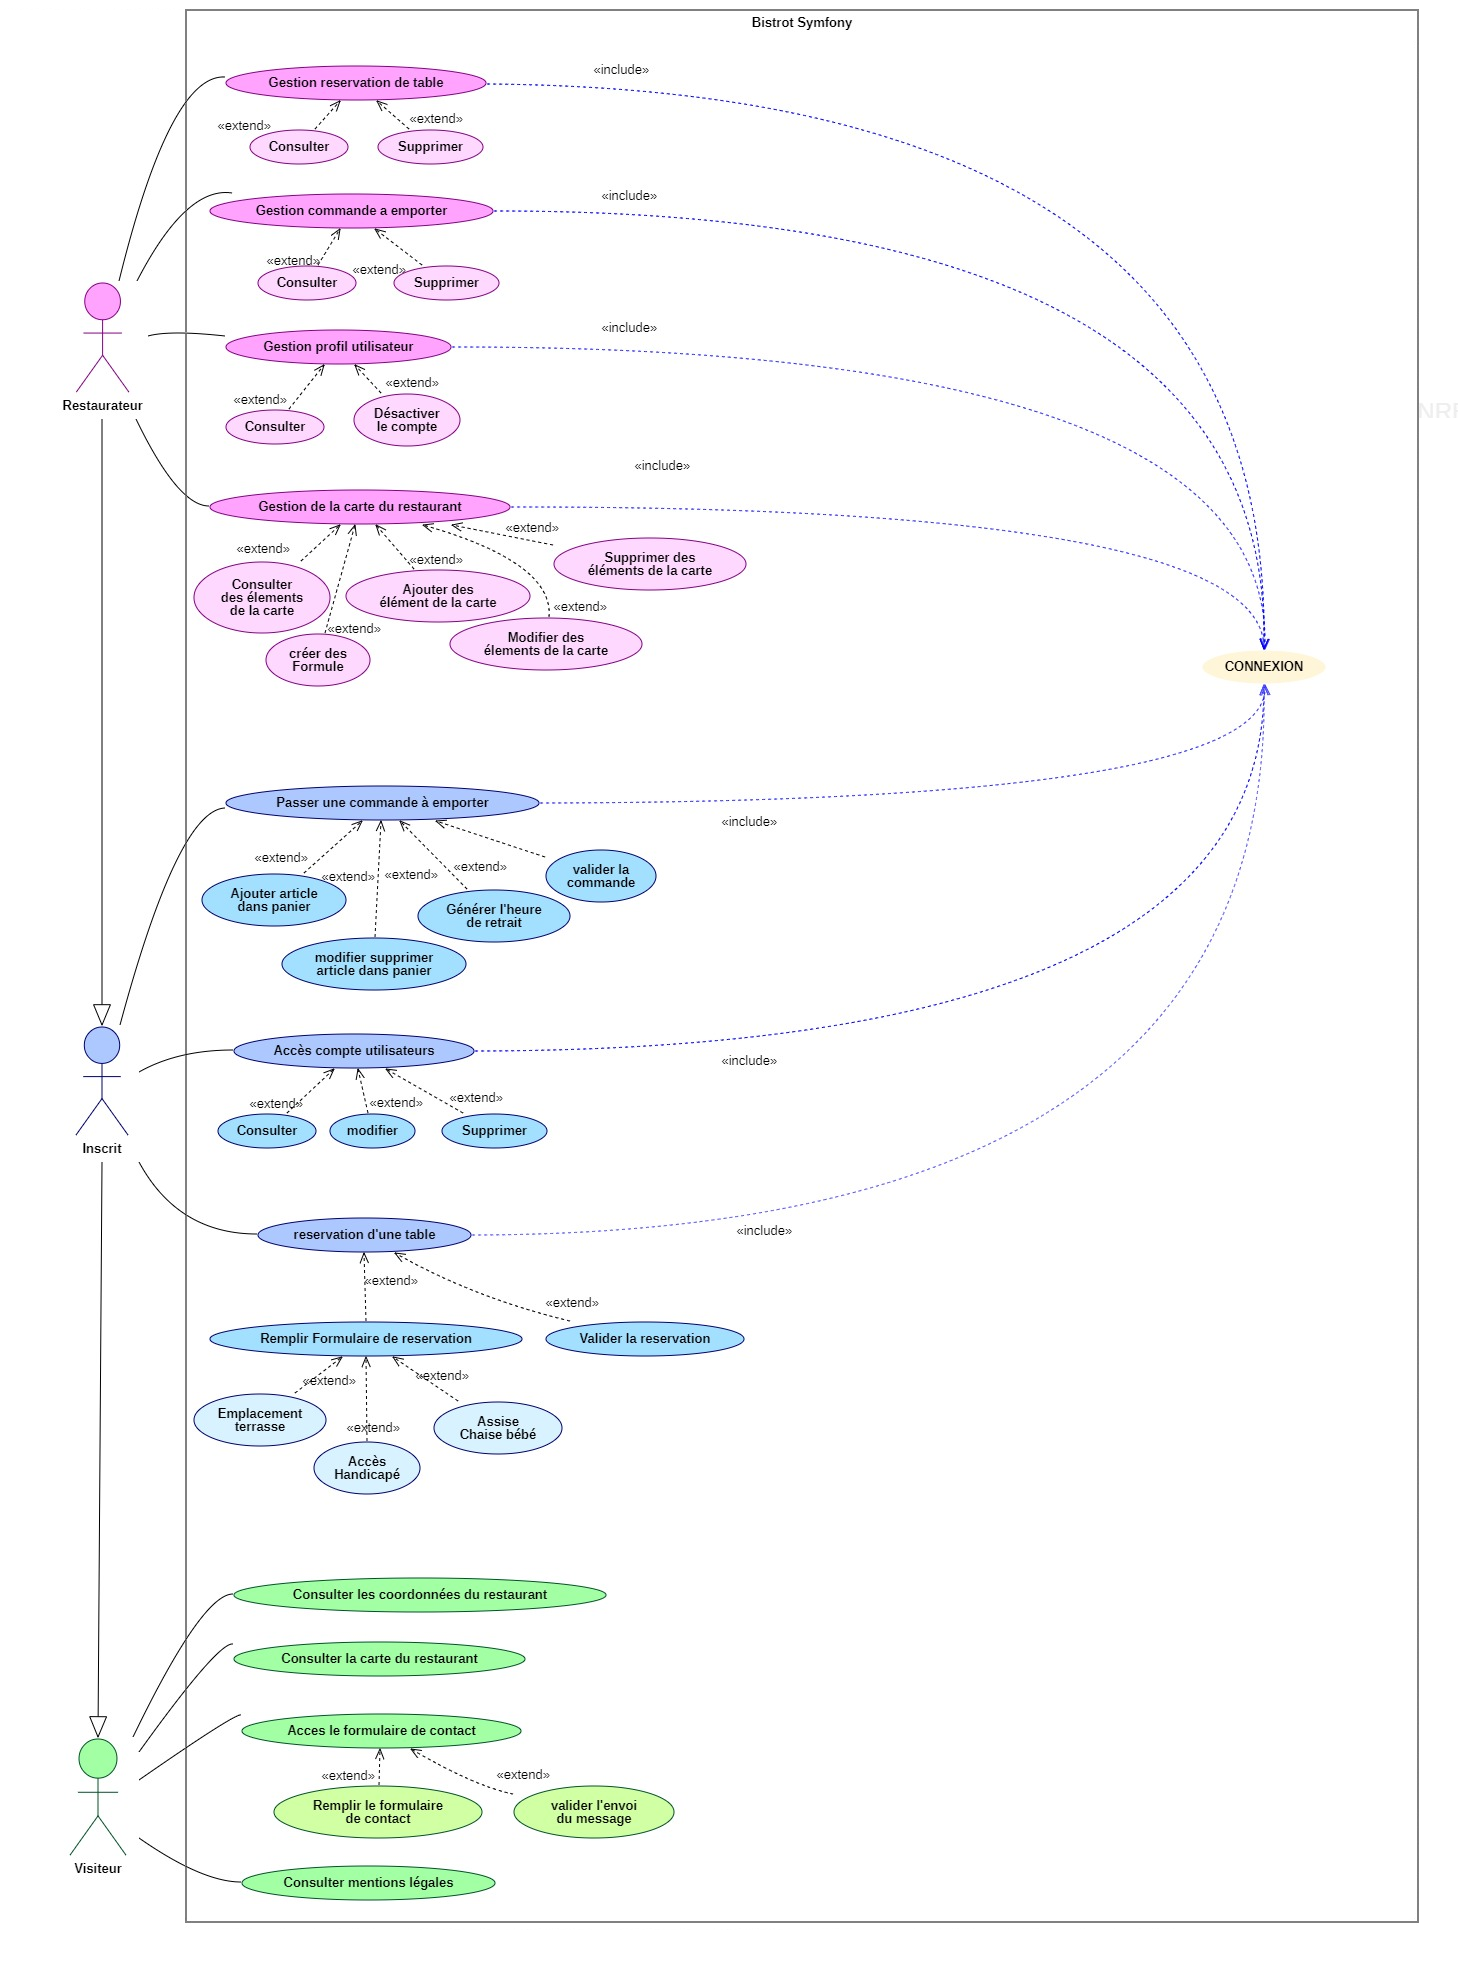 Bistrot Symfony
Gestion reservation de table
«include»
«extend»
«extend»
Consulter
Supprimer
Gestion commande a emporter
«include»
«extend»
«extend»
Consulter
Supprimer
Restaurateur
Gestion profil utilisateur
«include»
«extend»
«extend»
Consulter
Désactiver
le compte
NRF
Gestion de la carte du restaurant
«include»
«extend»
«extend»
«extend»
«extend»
«extend»
Consulter
des élements
de la carte
Ajouter des
élément de la carte
Supprimer des
éléments de la carte
créer des
Formule
Modifier des
élements de la carte
CONNEXION
Passer une commande à emporter
«include»
«extend»
«extend»
«extend»
«extend»
Ajouter article
dans panier
valider la
commande
Générer l'heure
de retrait
modifier supprimer
article dans panier
Inscrit
Accès compte utilisateurs
«include»
«extend»
«extend»
«extend»
Consulter
modifier
Supprimer
reservation d'une table
«include»
«extend»
«extend»
Remplir Formulaire de reservation
Valider la reservation
«extend»
«extend»
«extend»
Emplacement
terrasse
Assise
Chaise bébé
Accès
Handicapé
Consulter les coordonnées du restaurant
Consulter la carte du restaurant
Acces le formulaire de contact
«extend»
«extend»
Remplir le formulaire
de contact
valider l'envoi
du message
Visiteur
Consulter mentions légales